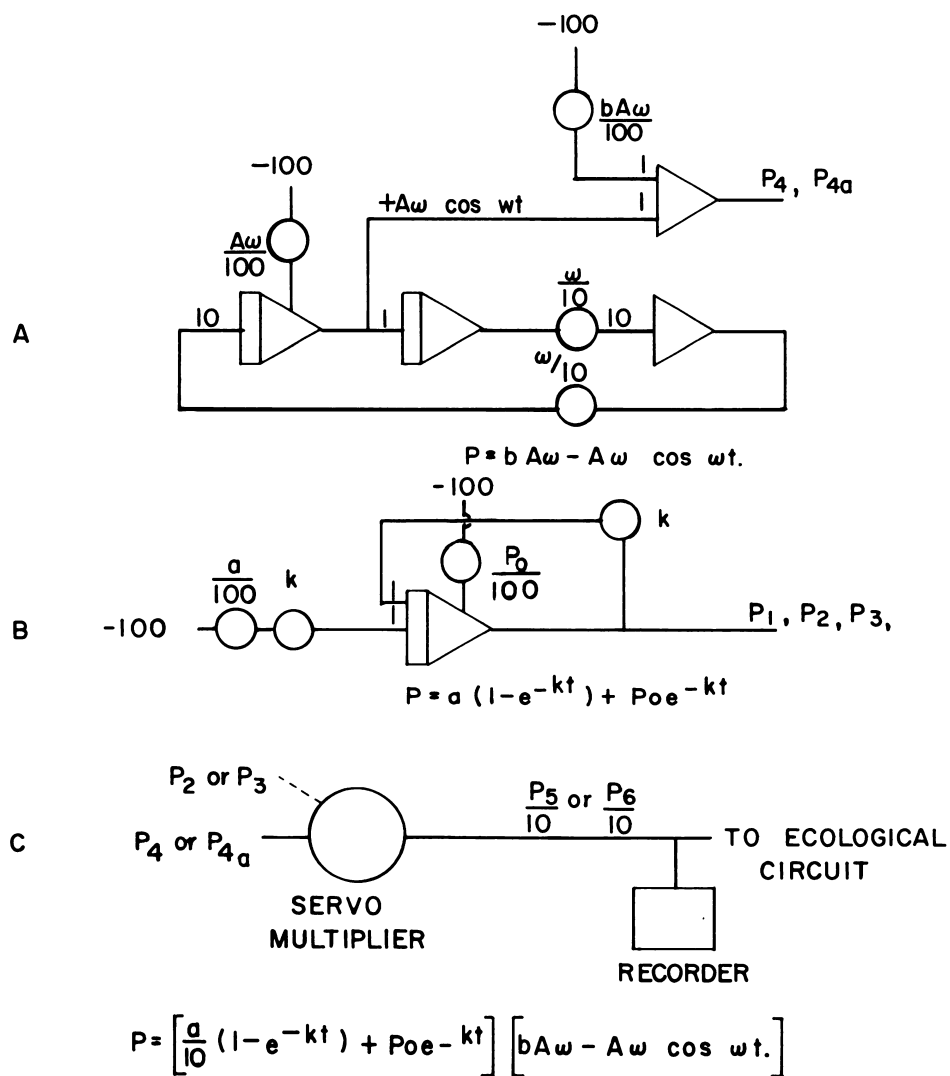 -100
bAω
100
-100
1
P4, P4a
+Aω cos wt
1
Aω
100
ω
10
A
10
1
10
ω/10
P = b Aω - Aω cos ωt.
-100
k
a
100
k
P0
100
1
1
B
-100
P1, P2, P3,
P = a (1-e-kt) + Poe-kt
P2 or P3
P5 or P6
10 10
C
P4 or P4a
TO ECOLOGICAL
CIRCUIT
SERVO
MULTIPLIER
RECORDER
P = [a/10 (1-e-kt) + Poe-kt] [bAω - Aω cos ωt.]